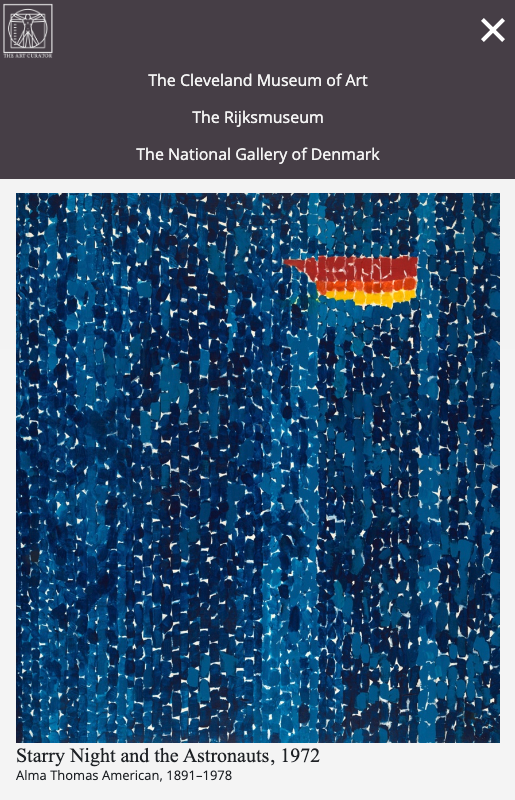 THE ART CURATOR
The Cleveland Museum of Art
The Rijksmuseum
The National Gallery of Denmark
Starry Night and the Astronauts, 1972
Alma Thomas American, 1891–1978